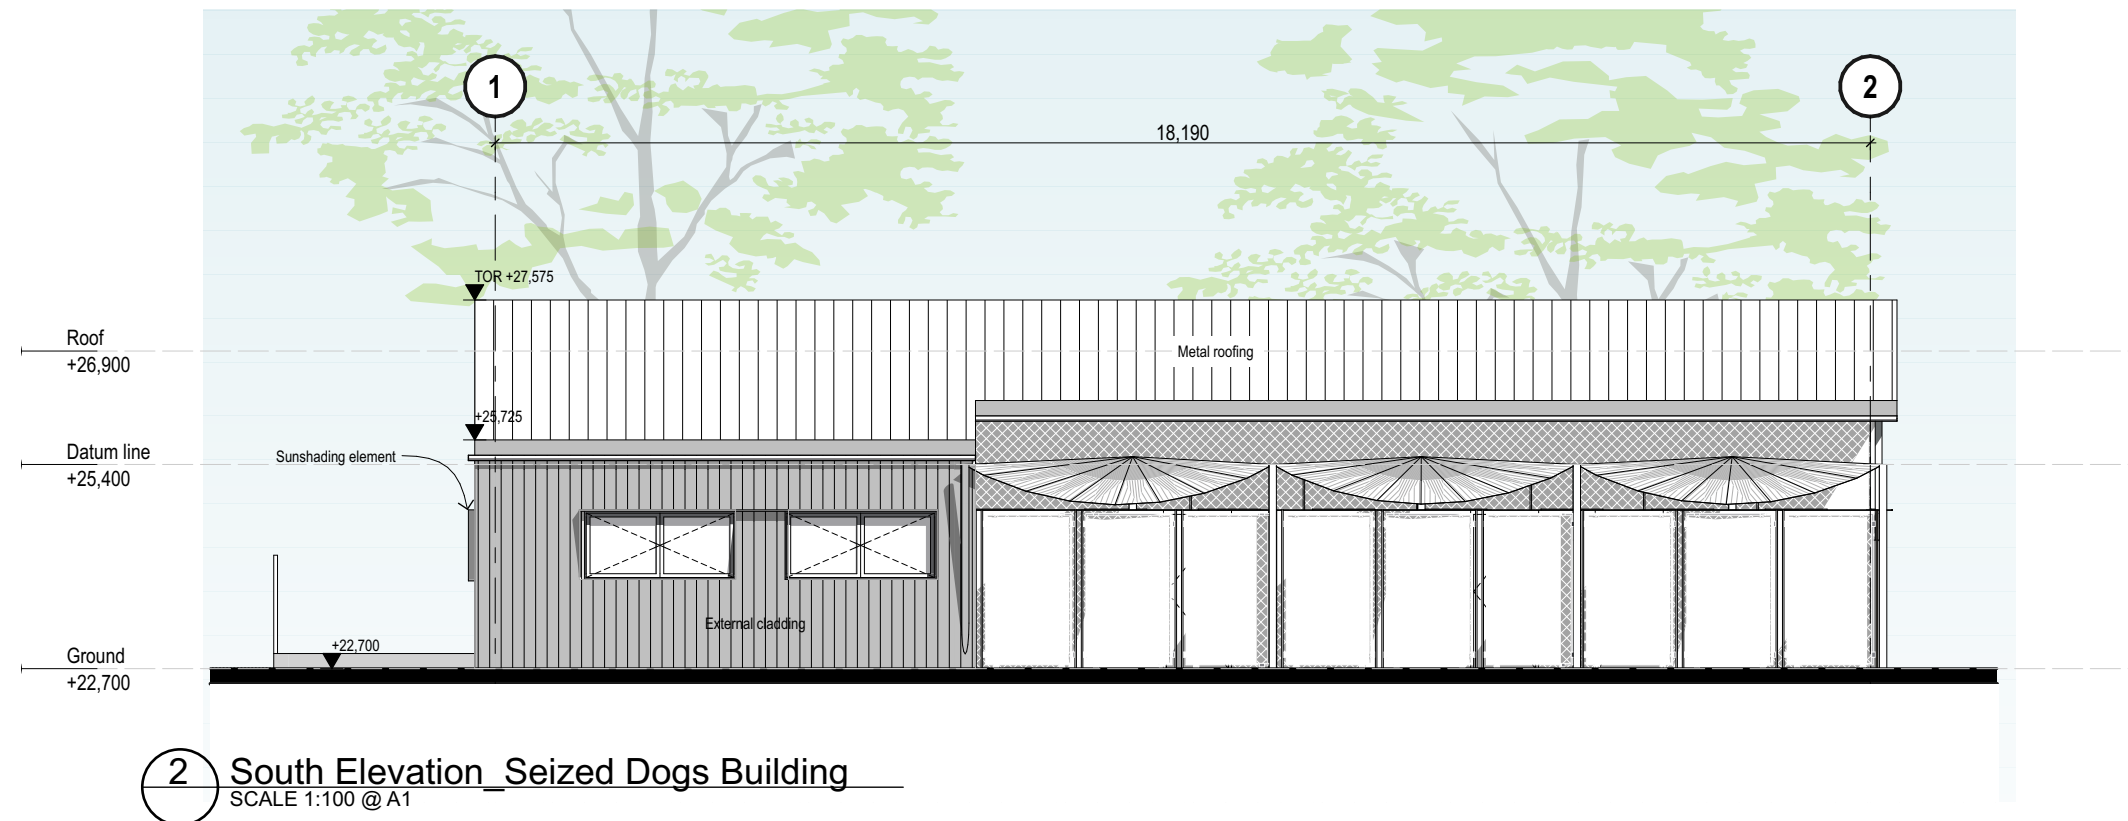 1
2
18,190
TOR +27,575
Roof
+26,900
Metal roofing
+25,725
Datum line
+25,400
Sunshading element
External cladding
+22,700
Ground
+22,700
2
South Elevation_Seized Dogs Building
SCALE 1:100 @ A1